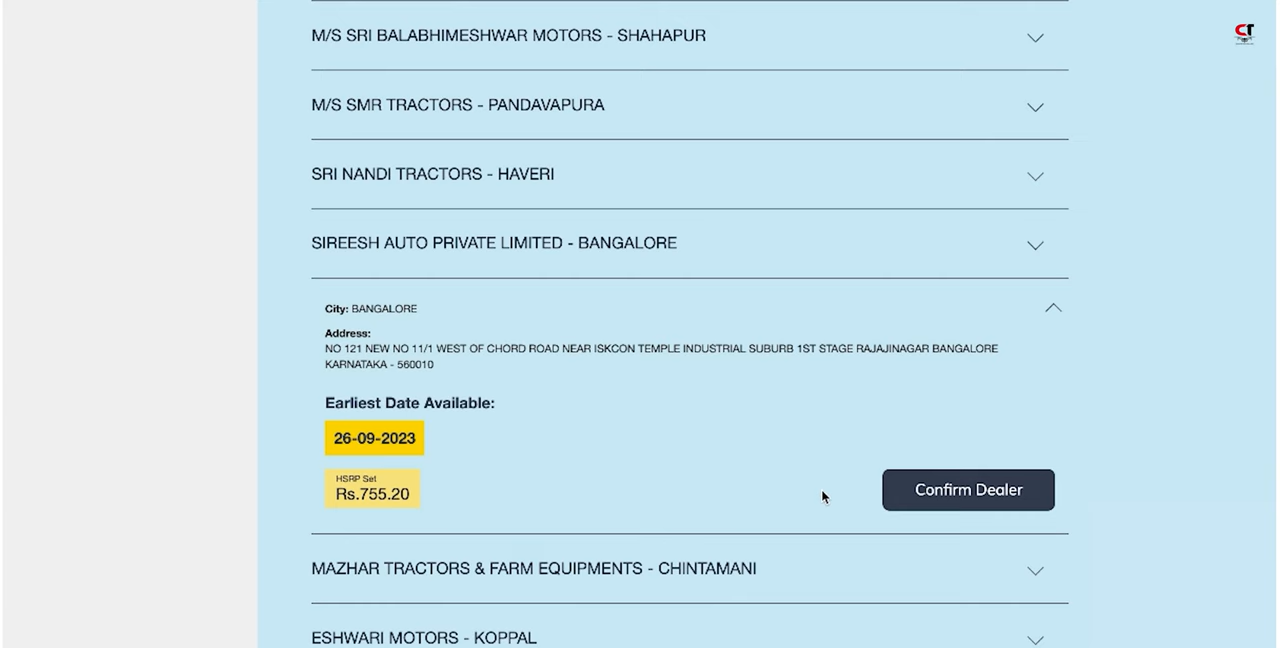 M/S SRI BALABHIMESHWAR MOTORS - SHAHAPUR
M/S SMR TRACTORS - PANDAVAPURA
SRI NANDI TRACTORS - HAVERI
SIREESH AUTO PRIVATE LIMITED - BANGALORE
City: BANGALORE
Address:
NO 121 NEW NO 11/1 WEST OF CHORD ROAD NEAR ISKCON TEMPLE INDUSTRIAL SUBURB 1ST STAGE RAJAJINAGAR BANGALORE
KARNATAKA - 560010
Earliest Date Available:
26-09-2023
HSRP Set
Rs.755.20
Confirm Dealer
MAZHAR TRACTORS & FARM EQUIPMENTS - CHINTAMANI
ESHWARI MOTORS - KOPPAL